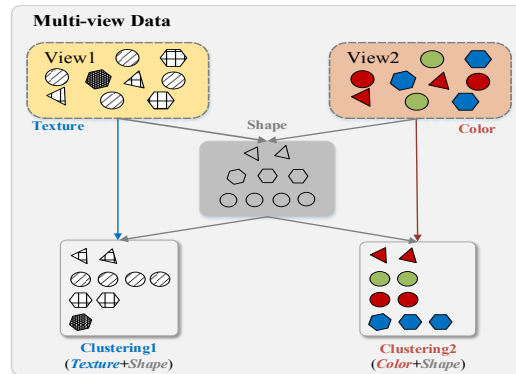 Multi-view Data
View1
View2
Texture
Shape
Color
Clustering1
(Texture+Shape)
Clustering2
(Color+Shape)